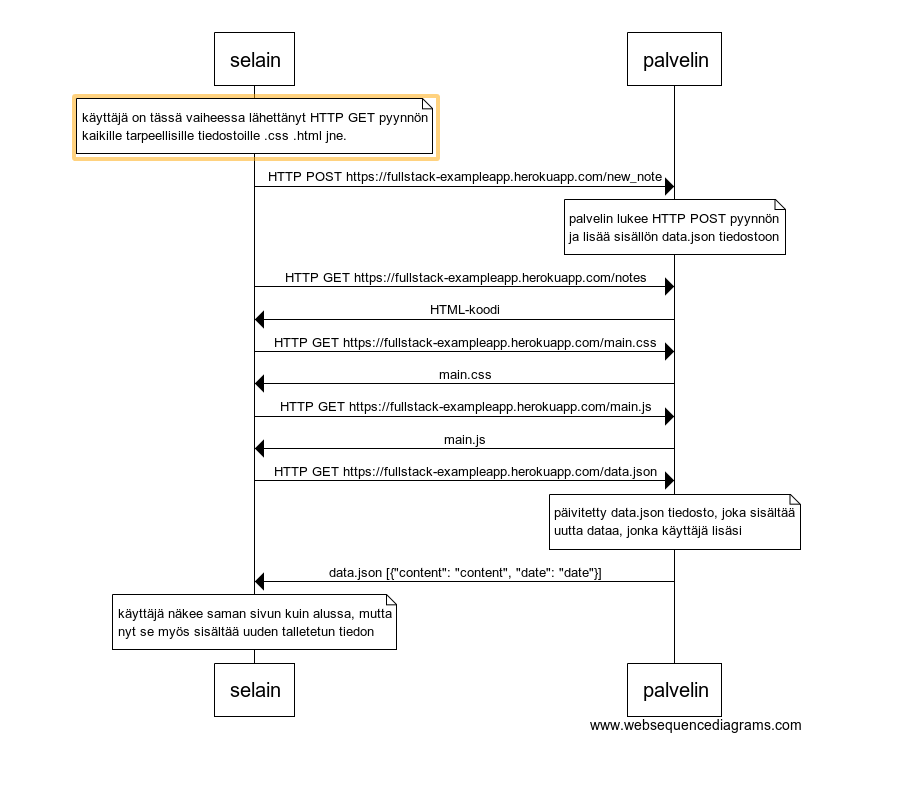 selain
palvelin
käyttäjä on tässä vaiheessa lähettänyt HTTP GET pyynnön
kaikille tarpeellisille tiedostoille .css .html jne.
HTTP POST https://fullstack-exampleapp.herokuapp.com/new_note
palvelin lukee HTTP POST pyynnön
ja lisää sisällön data.json tiedostoon
HTTP GET https://fullstack-exampleapp.herokuapp.com/notes
HTML-koodi
HTTP GET https://fullstack-exampleapp.herokuapp.com/main.css
main.css
HTTP GET https://fullstack-exampleapp.herokuapp.com/main.js
main.js
HTTP GET https://fullstack-exampleapp.herokuapp.com/data.json
päivitetty data.json tiedosto, joka sisältää
uutta dataa, jonka käyttäjä lisäsi
data.json [{"content": "content", "date": "date"}]
käyttäjä näkee saman sivun kuin alussa, mutta
nyt se myös sisältää uuden talletetun tiedon
selain
palvelin
www.websequencediagrams.com